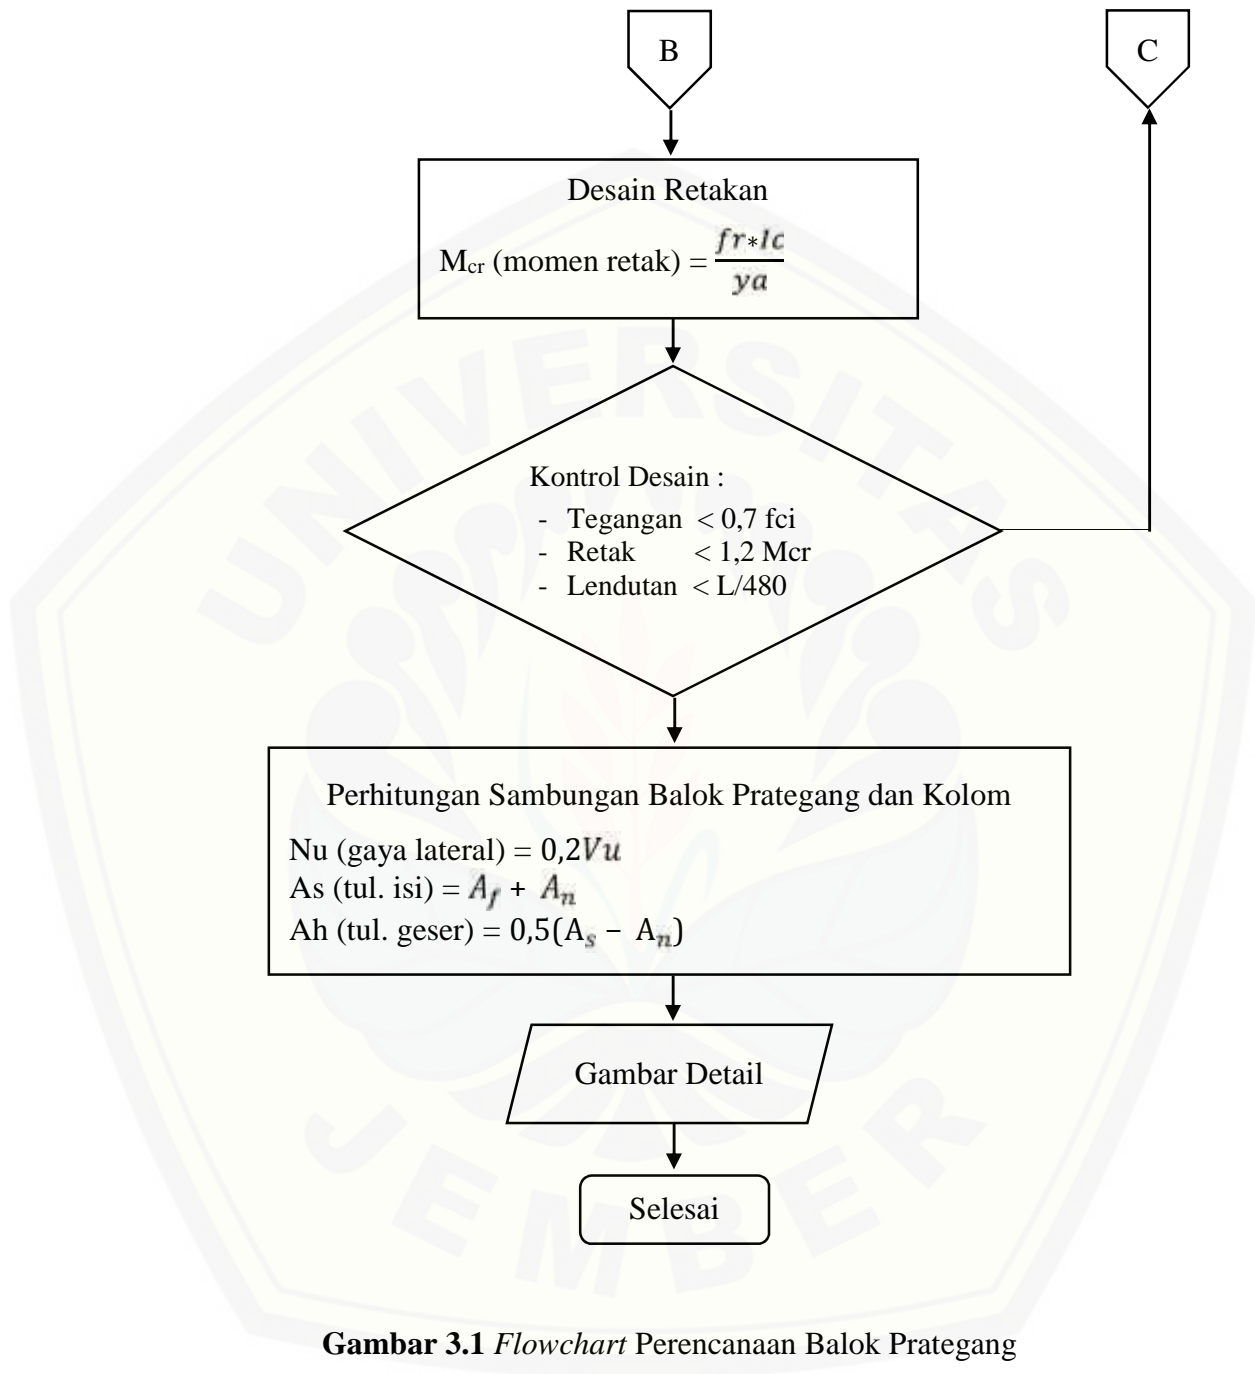 B
C
Desain Retakan
Mcr (momen retak) = fr*Ic
ya
Kontrol Desain :
- Tegangan < 0,7 fci
- Retak < 1,2 Mcr
- Lendutan < L/480
Perhitungan Sambungan Balok Prategang dan Kolom
Nu (gaya lateral) = 0,2Vu
As (tul. isi) = Af + An
Ah (tul. geser) = 0,5(As − An)
Gambar Detail
Selesai
UNIVERSITAS
JEMBER
Gambar 3.1 Flowchart Perencanaan Balok Prategang